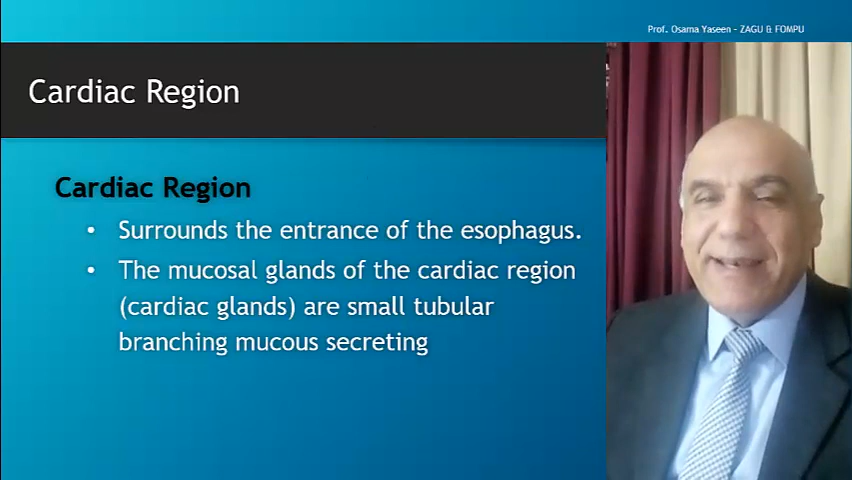 Prof. Osama Yaseen - ZAGU & FOMPU
Cardiac Region
Cardiac Region
• Surrounds the entrance of the esophagus.
• The mucosal glands of the cardiac region
(cardiac glands) are small tubular
branching mucous secreting